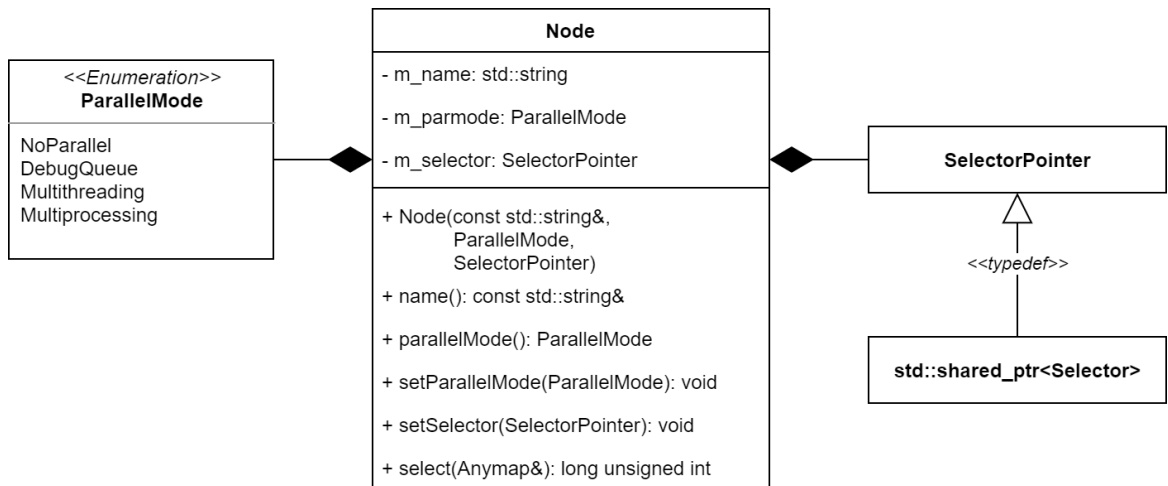 <<Enumeration>>
ParallelMode
NoParallel
DebugQueue
Multithreading
Multiprocessing
Node
- m_name: std::string
- m_parmode: ParallelMode
- m_selector: SelectorPointer
+ Node(const std::string&,
ParallelMode,
SelectorPointer)
+ name(): const std::string&
+ parallelMode(): ParallelMode
+ setParallelMode(ParallelMode): void
+ setSelector(SelectorPointer): void
+ select(Anymap&): long unsigned int
SelectorPointer
<<typedef>>
std::shared_ptr<Selector>